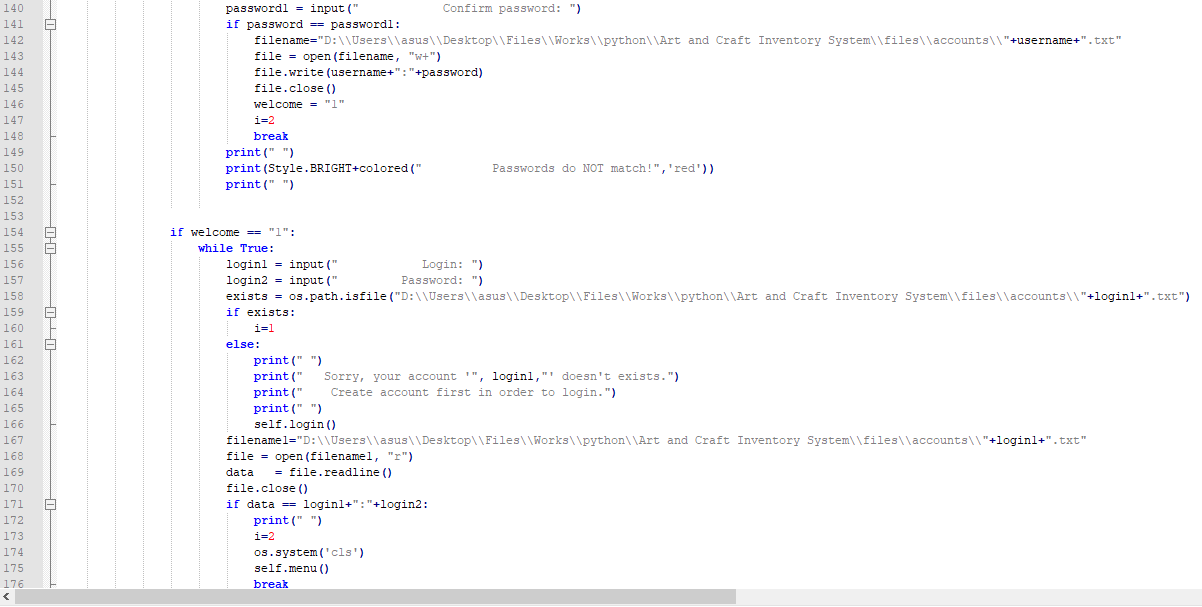 140 password1 = input("               Confirm password: ")
141 if password == password1:
142 filename="D:\\Users\\asus\\Desktop\\Files\\Works\\python\\Art and Craft Inventory System\\files\\accounts\\"+username+".txt"
143 file = open(filename, "w+")
144 file.write(username+":"+password)
145 file.close()
146 welcome = "1"
147 i=2
148 break
149 print(" ")
150 print(Style.BRIGHT+colored("          Passwords do NOT match!",'red'))
151 print(" ")
152
153
154 if welcome == "1":
155 while True:
156 login1 = input("            Login: ")
157 login2 = input("         Password: ")
158 exists = os.path.isfile("D:\\Users\\asus\\Desktop\\Files\\Works\\python\\Art and Craft Inventory System\\files\\accounts\\"+login1+".txt")
159 if exists:
160 i=1
161 else:
162 print(" ")
163 print("   Sorry, your account '", login1,"' doesn't exists.")
164 print("    Create account first in order to login.")
165 print(" ")
166 self.login()
167 filename1="D:\\Users\\asus\\Desktop\\Files\\Works\\python\\Art and Craft Inventory System\\files\\accounts\\"+login1+".txt"
168 file = open(filename1, "r")
169 data   = file.readline()
170 file.close()
171 if data == login1+":"+login2:
172 print(" ")
173 i=2
174 os.system('cls')
175 self.menu()
176 break